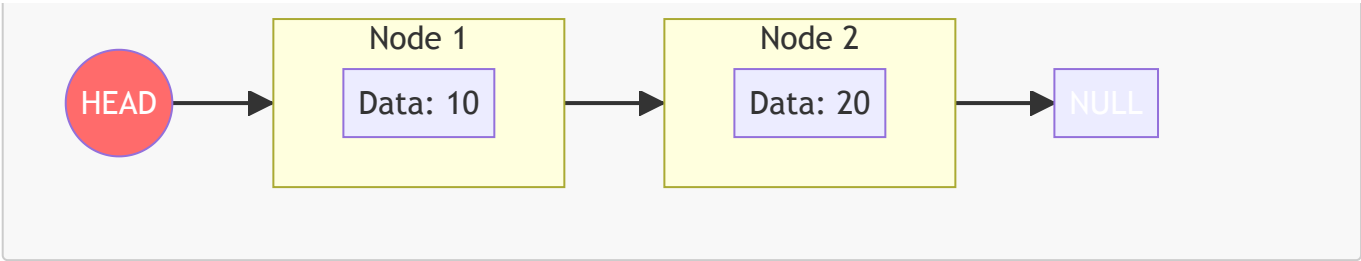 Node 1
Node 2
HEAD
Data: 10
Data: 20
NULL